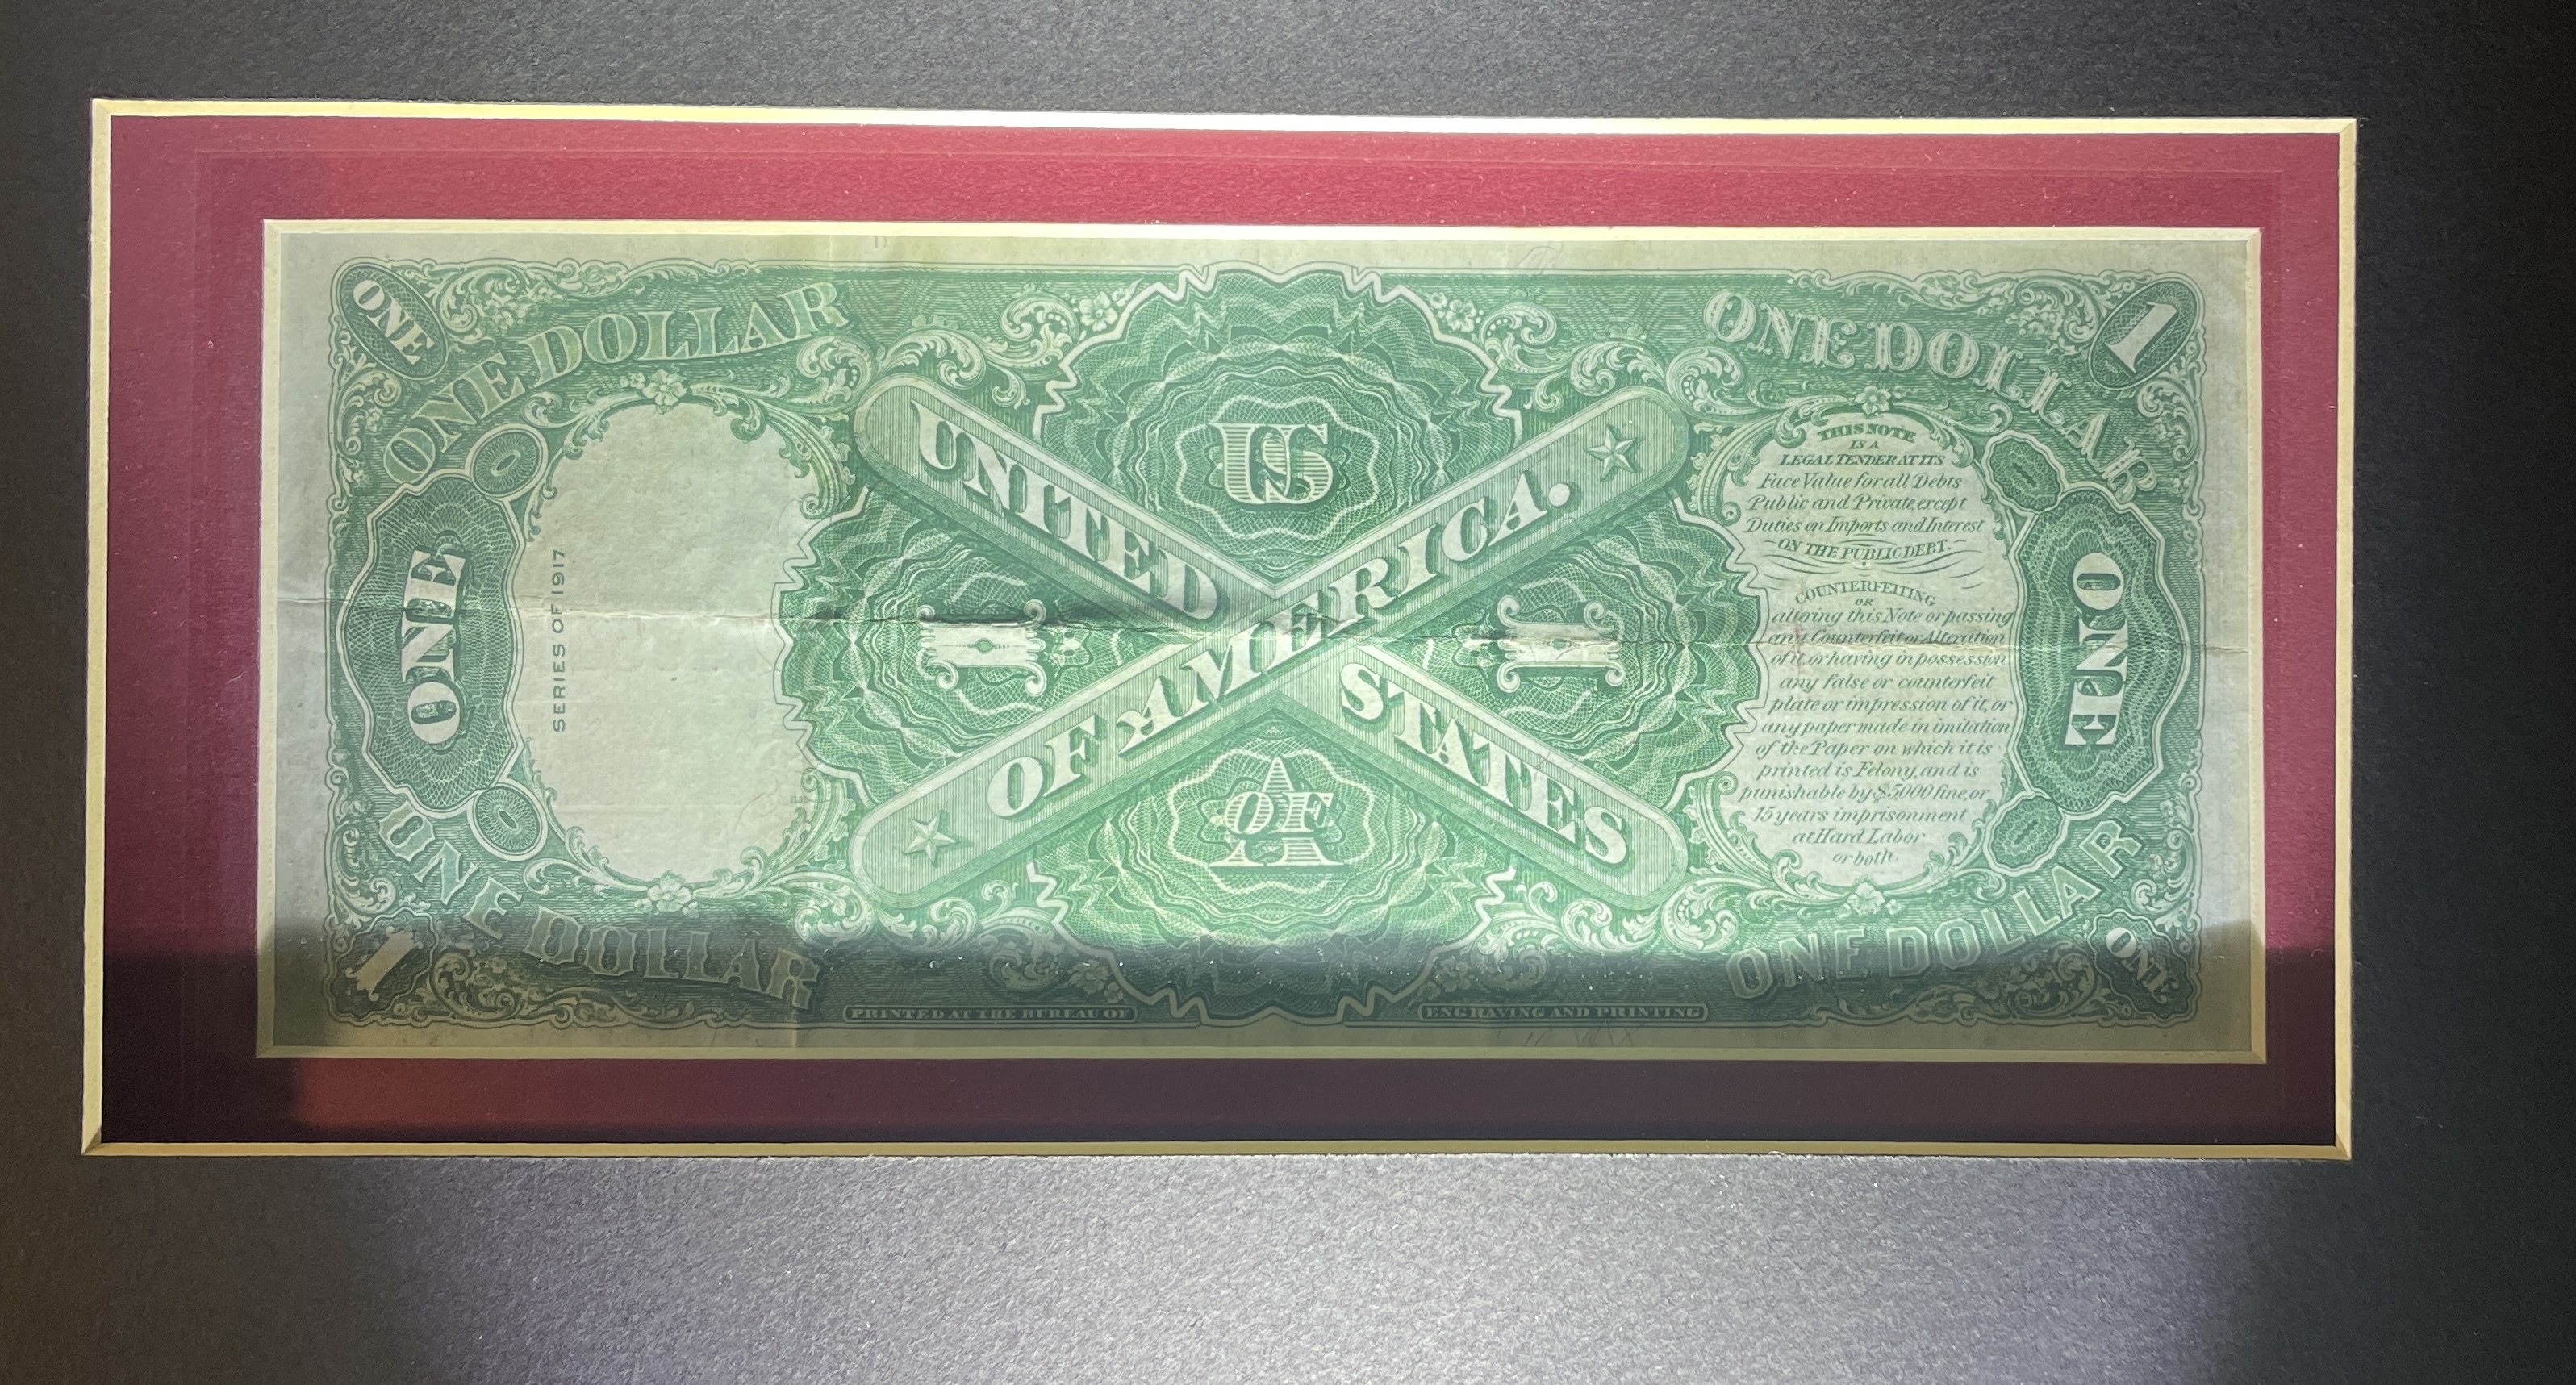 ONE
ONE DOLLAR
ONE DOLLAR
1
US
UNITED
STATES
OF AMERICA.
ONE
SERIES OF 1917
1
1
THIS NOTE
IS A
LEGAL TENDER AT ITS
Face Value for all Debts
Public and Private, except
Duties on Imports and Interest
ON THE PUBLIC DEBT.
COUNTERFEITING
OR
altering this Note or passing
any Counterfeit or Alteration
of it, or having in possession
any false or counterfeit
plate or impression of it, or
any paper made in imitation
of the Paper on which it is
printed is Felony, and is
punishable by $5000 fine, or
15 years imprisonment
at Hard Labor
or both.
ONE
OF
A
1
ONE DOLLAR
ONE DOLLAR
ONE
PRINTED AT THE BUREAU OF
ENGRAVING AND PRINTING